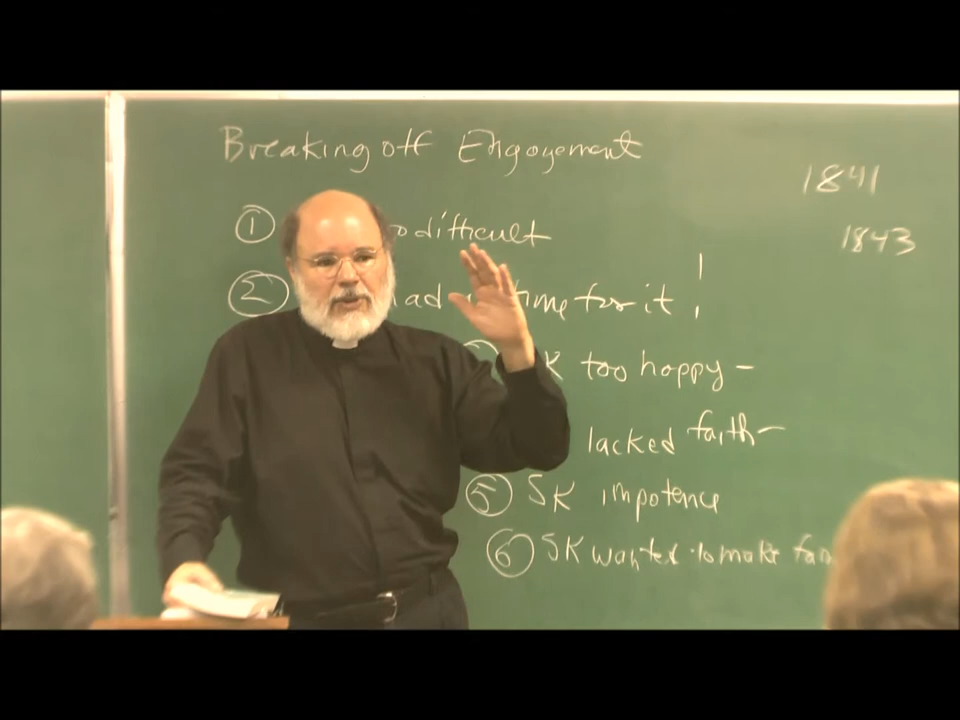 Breaking off Engagement
1841
1843
① o difficult
② ad time for it !
K too happy -
lacked faith -
⑤ SK impotence
⑥ SK wanted to make